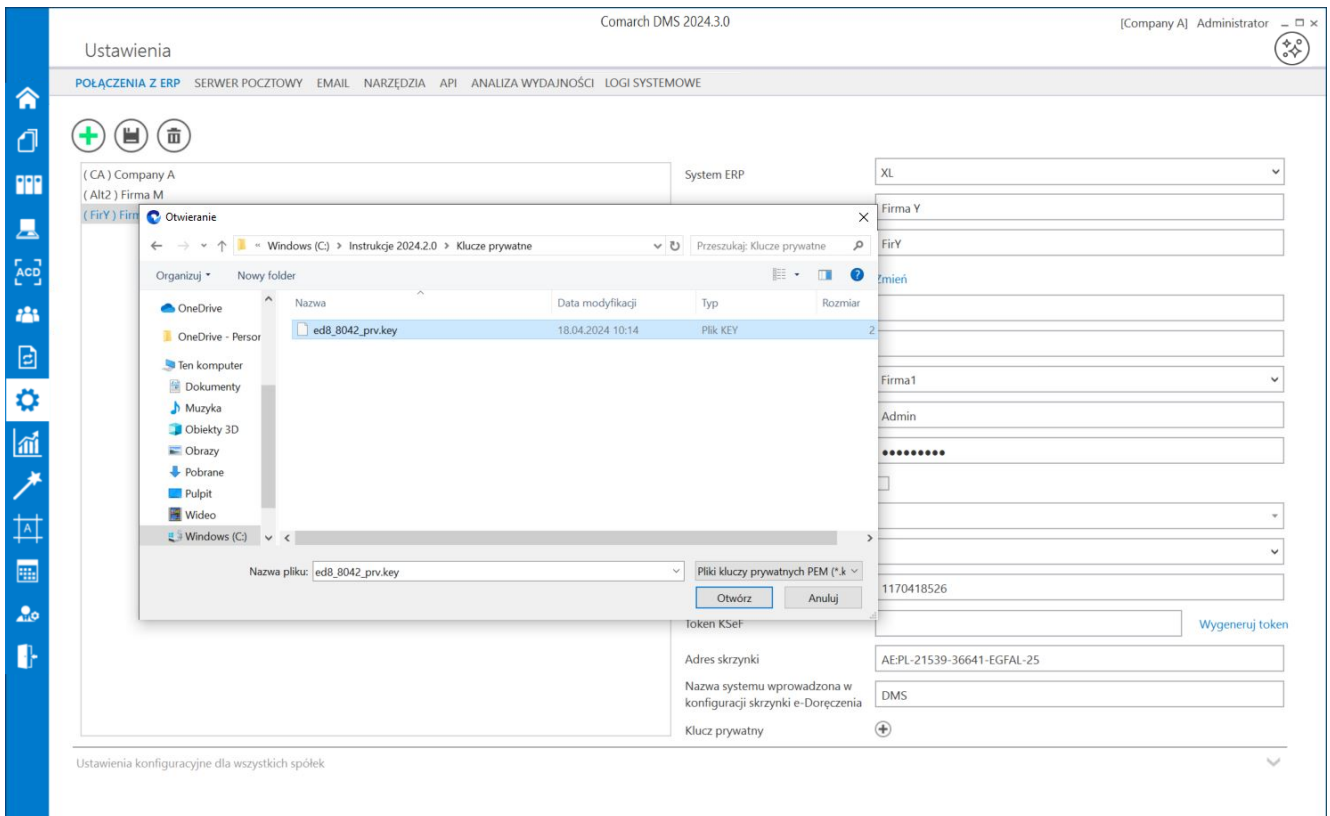 Comarch DMS 2024.3.0
[Company A] Administrator
Ustawienia
POŁĄCZENIA Z ERP SERWER POCZTOWY EMAIL NARZĘDZIA API ANALIZA WYDAJNOŚCI LOGI SYSTEMOWE
ACD
A
( CA ) Company A
( Alt2 ) Firma M
( FirY ) Firm
System ERP
XL
Firma Y
FirY
Zmień
Firma1
Admin
•••••••••
1170418526
Token KSeF
Wygeneruj token
Adres skrzynki
AE:PL-21539-36641-EGFAL-25
Nazwa systemu wprowadzona w
konfiguracji skrzynki e-Doręczenia
DMS
Klucz prywatny
Ustawienia konfiguracyjne dla wszystkich spółek
Otwieranie
« Windows (C:) > Instrukcje 2024.2.0 > Klucze prywatne
Przeszukaj: Klucze prywatne
Organizuj
Nowy folder
OneDrive
OneDrive - Person
Ten komputer
Dokumenty
Muzyka
Obiekty 3D
Obrazy
Pobrane
Pulpit
Wideo
Windows (C:)
Nazwa Data modyfikacji Typ Rozmiar
ed8_8042_prv.key 18.04.2024 10:14 Plik KEY 2
Nazwa pliku: ed8_8042_prv.key
Pliki kluczy prywatnych PEM (*.k
Otwórz Anuluj